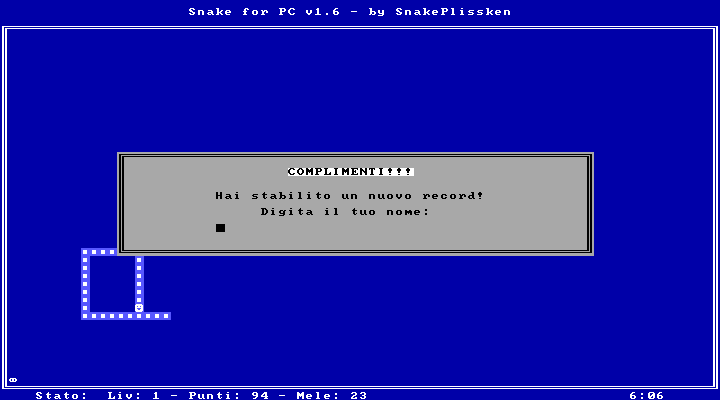 Snake for PC v1.6 - by SnakePlissken
COMPLIMENTI!!!
Hai stabilito un nuovo record!
Digita il tuo nome:
Stato:  Liv: 1 - Punti: 94 - Mele: 23    6:06